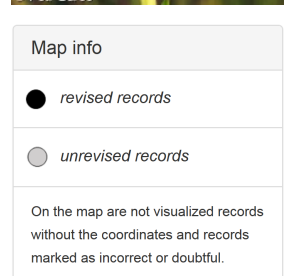 Map info
revised records
unrevised records
On the map are not visualized records
without the coordinates and records
marked as incorrect or doubtful.